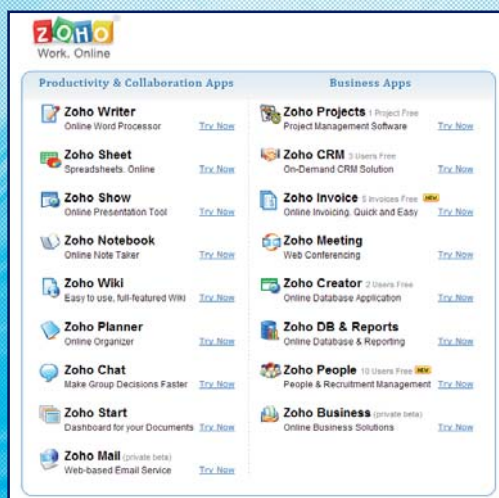 ZOHO
Work. Online
Productivity & Collaboration Apps
Zoho Writer
Online Word Processor Try Now
Zoho Sheet
Spreadsheets. Online Try Now
Zoho Show
Online Presentation Tool Try Now
Zoho Notebook
Online Note Taker Try Now
Zoho Wiki
Easy to use, full-featured Wiki Try Now
Zoho Planner
Online Organizer Try Now
Zoho Chat
Make Group Decisions Faster Try Now
Zoho Start
Dashboard for your Documents Try Now
Zoho Mail (private beta)
Web-based Email Service Try Now
Business Apps
Zoho Projects 1 Project Free
Project Management Software Try Now
Zoho CRM 3 Users Free
On-Demand CRM Solution Try Now
Zoho Invoice 5 Invoices Free NEW
Online Invoicing. Quick and Easy Try Now
Zoho Meeting
Web Conferencing Try Now
Zoho Creator 2 Users Free
Online Database Application Try Now
Zoho DB & Reports
Online Database & Reporting Try Now
Zoho People 10 Users Free NEW
People & Recruitment Management Try Now
Zoho Business (private beta)
Online Business Solutions Try Now